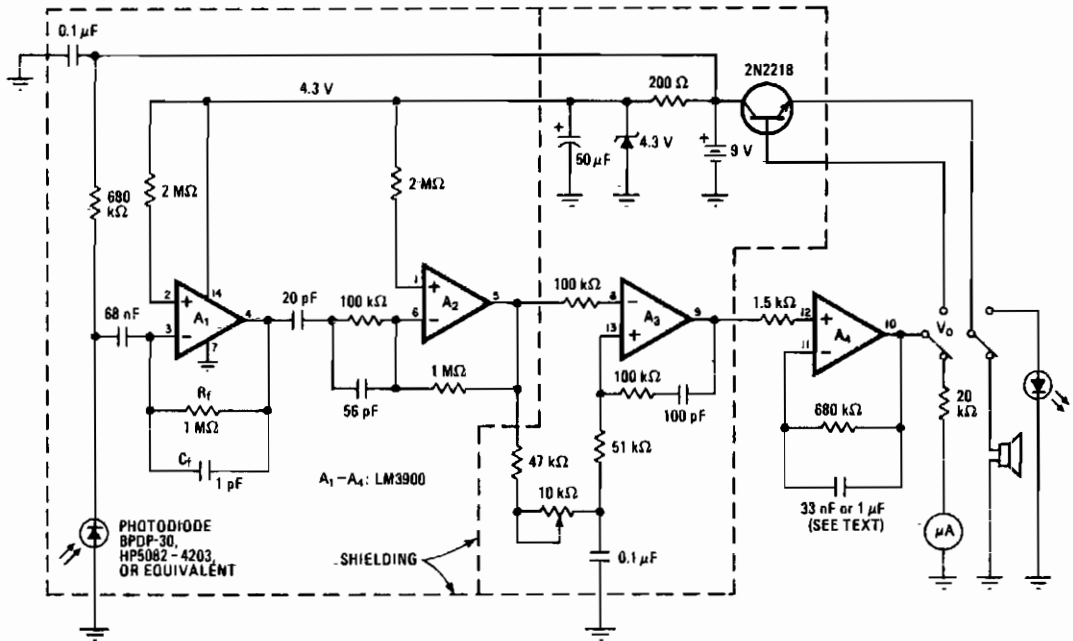 0.1 µF
2N2218
200 Ω
4.3 V
+
50 µF
4.3 V
+
9 V
680
kΩ
2 MΩ
2 MΩ
2
+
14
A1
4
3
−
7
68 nF
20 pF
100 kΩ
1
+
A2
5
6
−
100 kΩ
8
−
A3
9
13
+
1.5 kΩ
12
+
A4
10
11
−
V0
1 MΩ
56 pF
Rf
1 MΩ
Cf
1 pF
100 kΩ
100 pF
680 kΩ
20
kΩ
47 kΩ
51 kΩ
A1–A4: LM3900
10 kΩ
33 nF or 1 µF
(SEE TEXT)
µA
PHOTODIODE
BPDP-30,
HP5082-4203,
OR EQUIVALENT
SHIELDING
0.1 µF